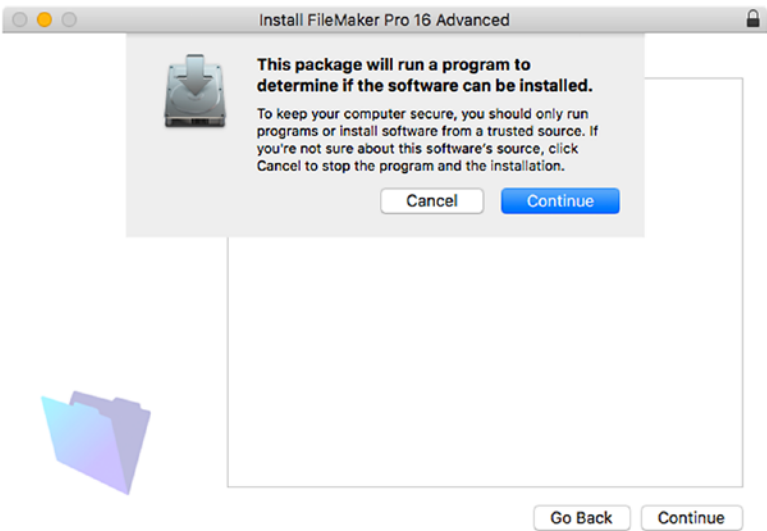 Install FileMaker Pro 16 Advanced
This package will run a program to
determine if the software can be installed.
To keep your computer secure, you should only run
programs or install software from a trusted source. If
you're not sure about this software's source, click
Cancel to stop the program and the installation.
Cancel Continue
Go Back Continue